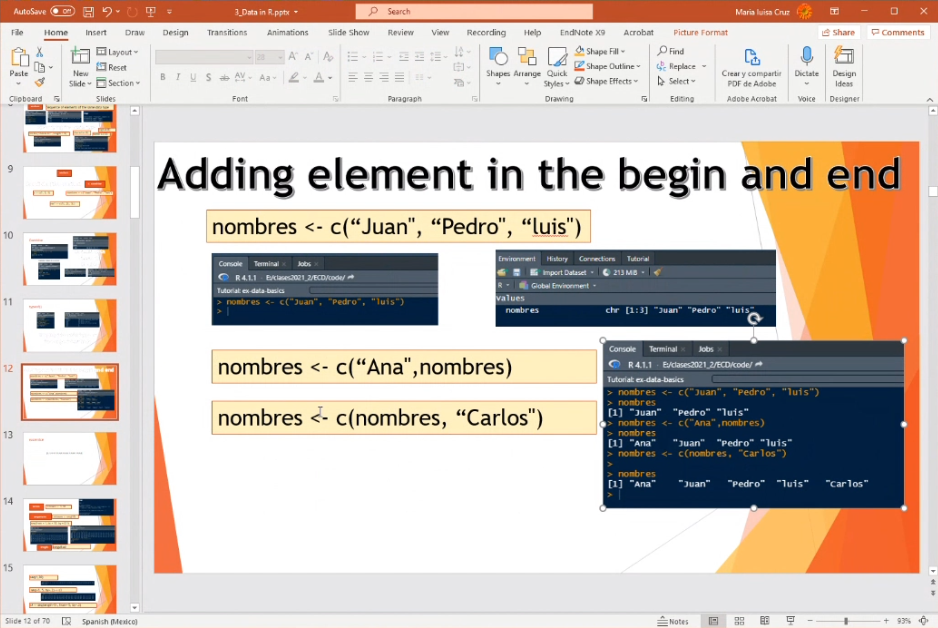 AutoSave Off 3_Data in R.pptx Search Maria luisa Cruz
File Home Insert Draw Design Transitions Animations Slide Show Review View Recording Help EndNote X9 Acrobat Picture Format Share Comments
Paste New Slide Layout Reset Section Shapes Arrange Quick Styles Shape Fill Shape Outline Shape Effects Find Replace Select Crear y compartir PDF de Adobe Dictate Design Ideas
Clipboard Slides Font Paragraph Drawing Editing Adobe Acrobat Voice Designer
9
10
11
12
13
14
15
Adding element in the begin and end
nombres <- c(“Juan", “Pedro", “luis")
Console Terminal Jobs
R 4.1.1 · E:/clases2021_2/ECD/code/
Tutorial: ex-data-basics
> nombres <- c("Juan", "Pedro", "luis")
>
Environment History Connections Tutorial
Import Dataset 213 MiB
R Global Environment
values
nombres chr [1:3] "Juan" "Pedro" "luis"
nombres <- c(“Ana",nombres)
nombres <- c(nombres, “Carlos")
Console Terminal Jobs
R 4.1.1 · E:/clases2021_2/ECD/code/
Tutorial: ex-data-basics
> nombres <- c("Juan", "Pedro", "luis")
> nombres
[1] "Juan" "Pedro" "luis"
> nombres <- c("Ana",nombres)
> nombres
[1] "Ana" "Juan" "Pedro" "luis"
> nombres <- c(nombres, "Carlos")
>
> nombres
[1] "Ana" "Juan" "Pedro" "luis" "Carlos"
>
Slide 12 of 70 Spanish (Mexico) Notes 93%